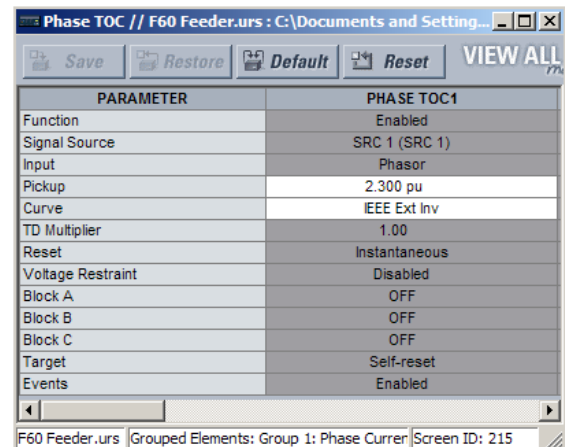 Phase TOC // F60 Feeder.urs : C:\Documents and Setting...
Save Restore Default Reset VIEW ALL
PARAMETER PHASE TOC1
Function Enabled
Signal Source SRC 1 (SRC 1)
Input Phasor
Pickup 2.300 pu
Curve IEEE Ext Inv
TD Multiplier 1.00
Reset Instantaneous
Voltage Restraint Disabled
Block A OFF
Block B OFF
Block C OFF
Target Self-reset
Events Enabled
F60 Feeder.urs Grouped Elements: Group 1: Phase Curren Screen ID: 215